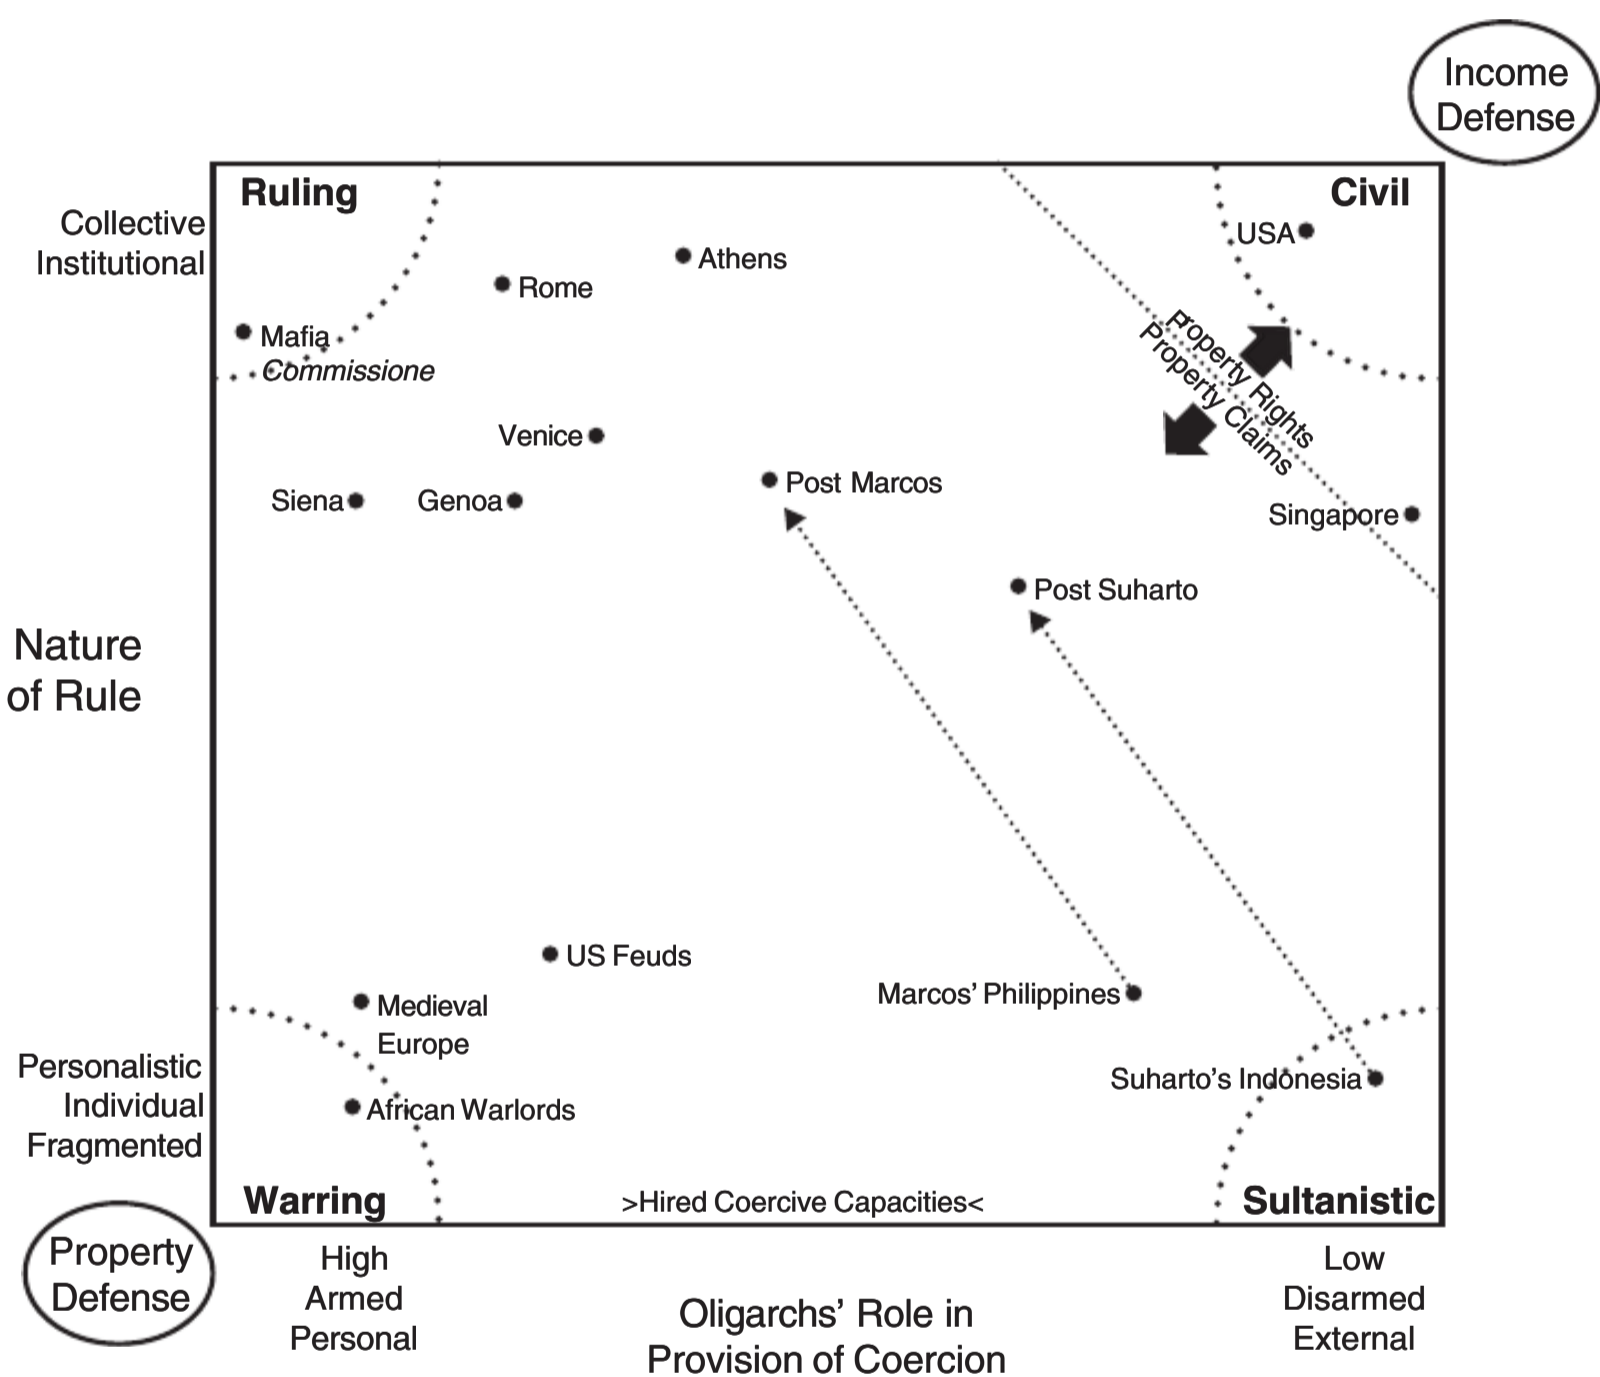 Income
Defense
Ruling
Civil
Collective
Institutional
USA
Athens
Rome
Mafia
Commissione
Property Rights
Property Claims
Venice
Post Marcos
Siena
Genoa
Singapore
Post Suharto
Nature
of Rule
US Feuds
Marcos’ Philippines
Medieval
Europe
Personalistic
Individual
Fragmented
Suharto’s Indonesia
African Warlords
Warring
>Hired Coercive Capacities<
Sultanistic
Property
Defense
High
Armed
Personal
Oligarchs’ Role in
Provision of Coercion
Low
Disarmed
External